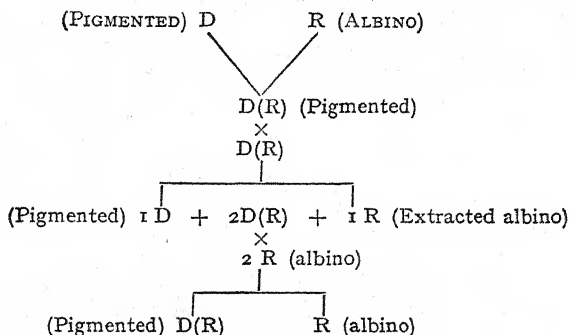 (PIGMENTED) D R (ALBINO)
D(R) (Pigmented)
×
D(R)
(Pigmented) 1 D + 2D(R) + 1 R (Extracted albino)
×
2 R (albino)
(Pigmented) D(R) R (albino)